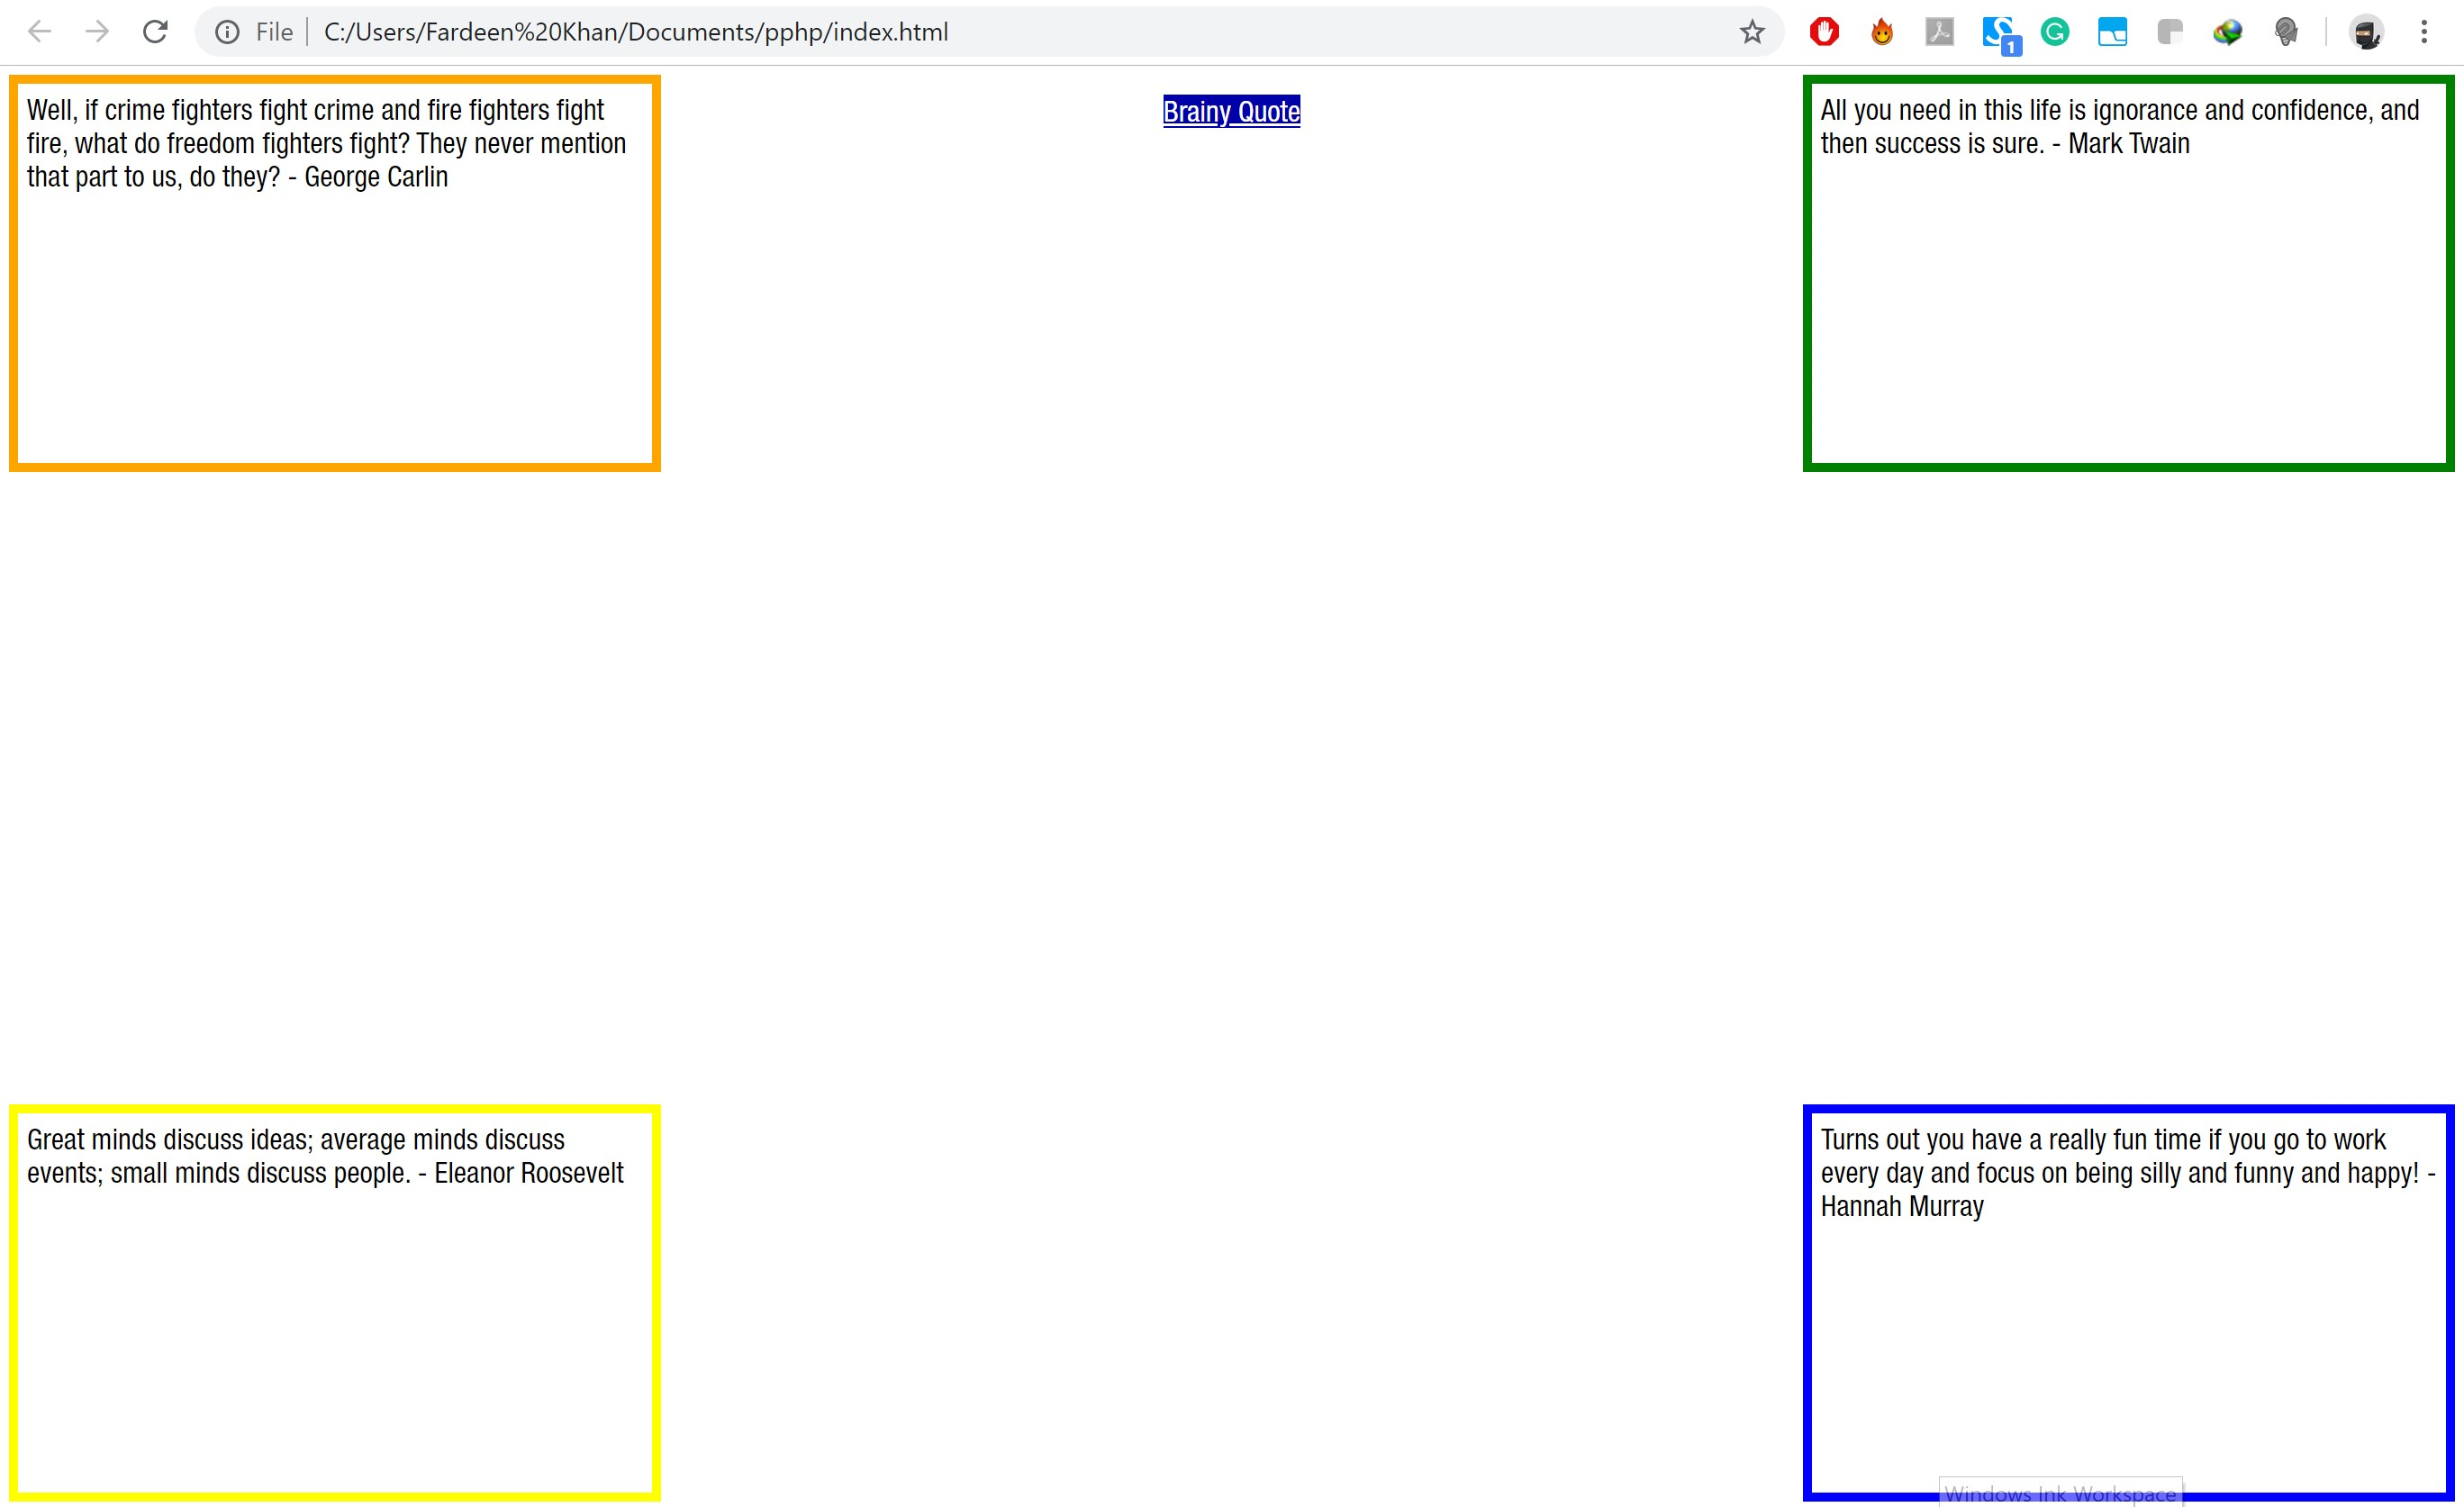 File C:/Users/Fardeen%20Khan/Documents/pphp/index.html
1
Well, if crime fighters fight crime and fire fighters fight
fire, what do freedom fighters fight? They never mention
that part to us, do they? - George Carlin
Brainy Quote
All you need in this life is ignorance and confidence, and
then success is sure. - Mark Twain
Great minds discuss ideas; average minds discuss
events; small minds discuss people. - Eleanor Roosevelt
Turns out you have a really fun time if you go to work
every day and focus on being silly and funny and happy! -
Hannah Murray
Windows Ink Workspace